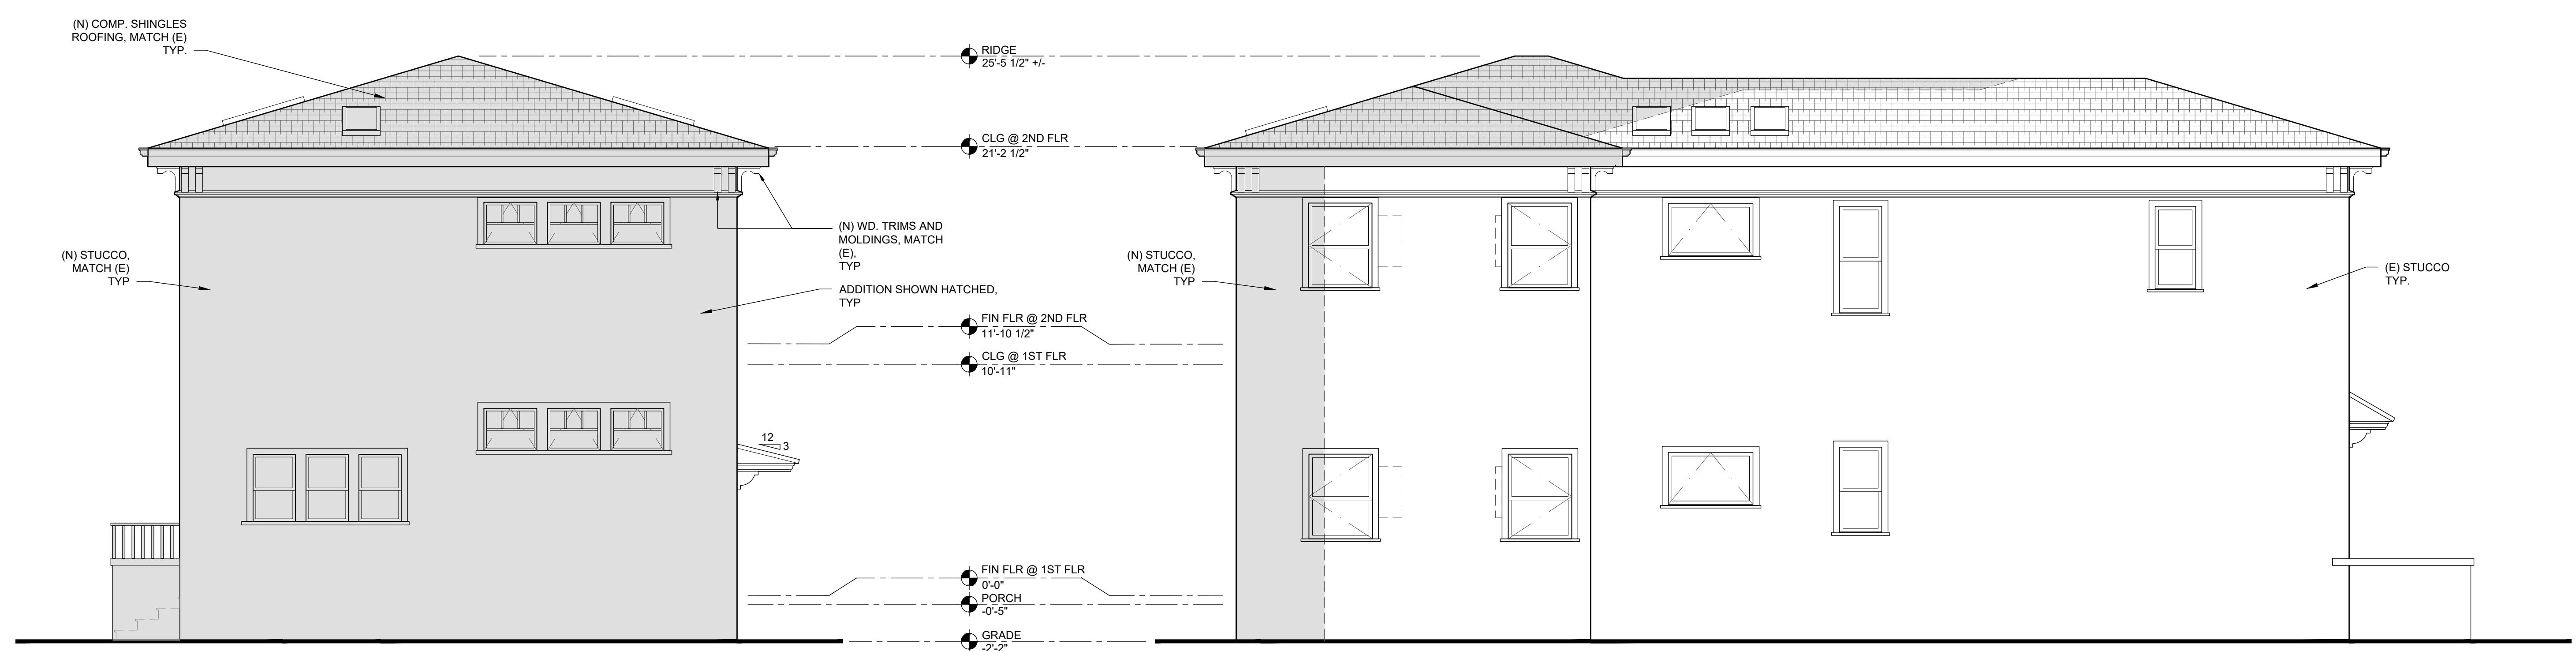 (N) COMP. SHINGLES
ROOFING, MATCH (E)
TYP.
RIDGE
25'-5 1/2" +/-
CLG @ 2ND FLR
21'-2 1/2"
(N) WD. TRIMS AND
MOLDINGS, MATCH
(E),
TYP
(N) STUCCO,
MATCH (E)
TYP
ADDITION SHOWN HATCHED,
TYP
(N) STUCCO,
MATCH (E)
TYP
(E) STUCCO
TYP.
FIN FLR @ 2ND FLR
11'-10 1/2"
CLG @ 1ST FLR
10'-11"
12
3
FIN FLR @ 1ST FLR
0'-0"
PORCH
-0'-5"
GRADE
-2'-2"